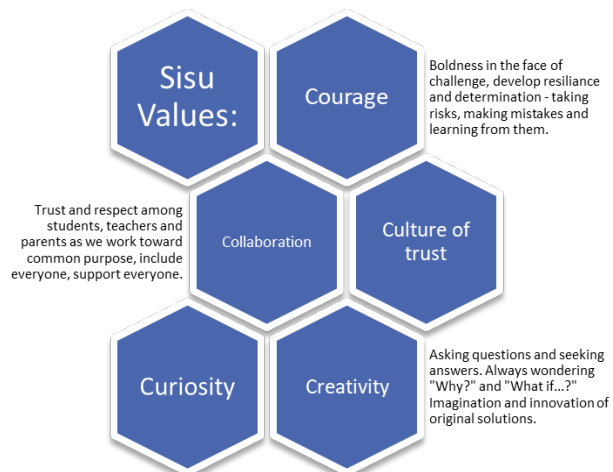 Sisu
Values:
Courage
Boldness in the face of
challenge, develop resiliance
and determination - taking
risks, making mistakes and
learning from them.
Trust and respect among
students, teachers and
parents as we work toward
common purpose, include
everyone, support everyone.
Collaboration
Culture of
trust
Curiosity
Creativity
Asking questions and seeking
answers. Always wondering
"Why?" and "What if...?"
Imagination and innovation of
original solutions.